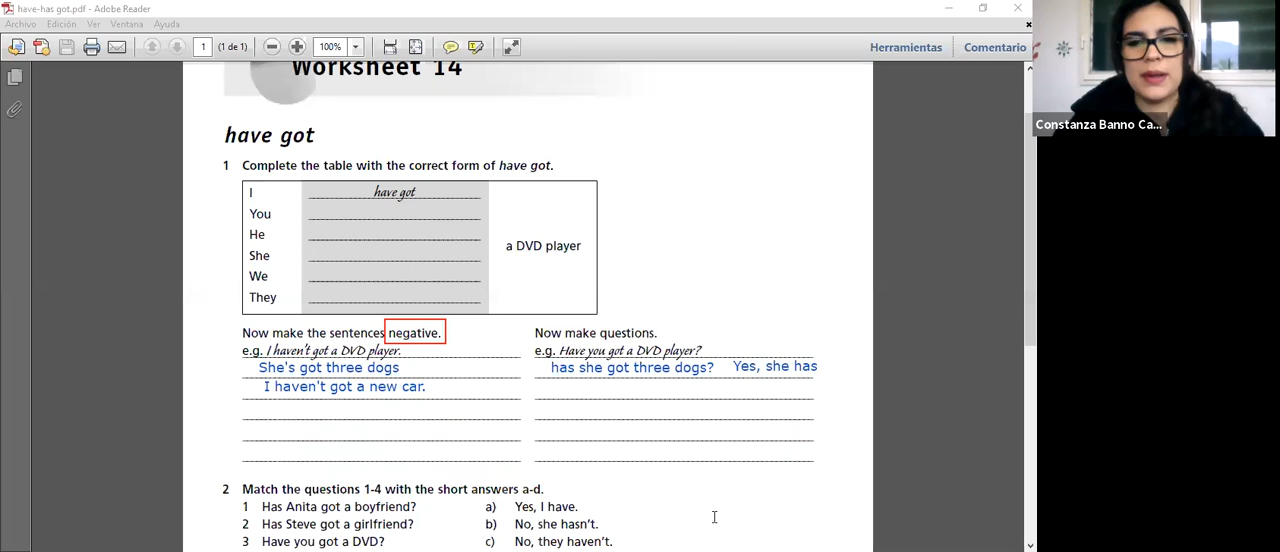 have-has got.pdf - Adobe Reader
Archivo Edición Ver Ventana Ayuda
1 (1 de 1) 100% Herramientas Comentario
Worksheet 14
have got
1 Complete the table with the correct form of have got.
I have got
You
He
a DVD player
She
We
They
Now make the sentences negative.
e.g. I haven't got a DVD player.
She's got three dogs
I haven't got a new car.
Now make questions.
e.g. Have you got a DVD player?
has she got three dogs? Yes, she has
2 Match the questions 1-4 with the short answers a-d.
1 Has Anita got a boyfriend? a) Yes, I have.
2 Has Steve got a girlfriend? b) No, she hasn't.
3 Have you got a DVD? c) No, they haven't.
Constanza Banno Ca...